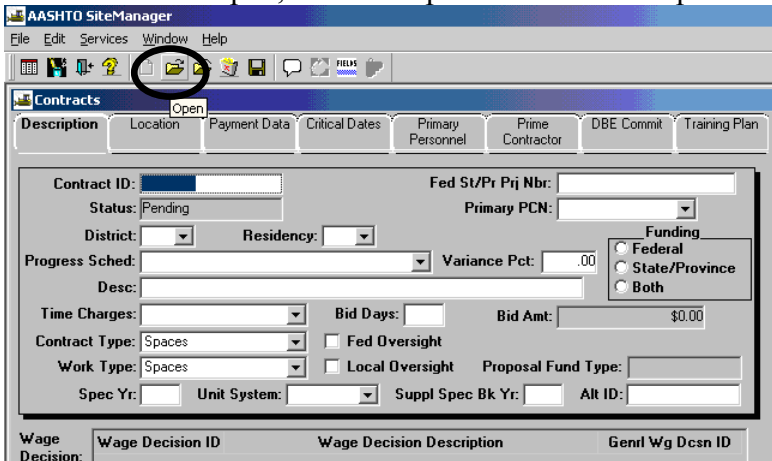 AASHTO SiteManager
File Edit Services Window Help
FIELDS
Contracts
Open
Description Location Payment Data Critical Dates Primary Personnel Prime Contractor DBE Commit Training Plan
Contract ID: Fed St/Pr Prj Nbr:
Status: Pending Primary PCN:
District: Residency: Funding
Federal
Progress Sched: Variance Pct: .00 State/Province
Desc: Both
Time Charges: Bid Days: Bid Amt: $0.00
Contract Type: Spaces Fed Oversight
Work Type: Spaces Local Oversight Proposal Fund Type:
Spec Yr: Unit System: Suppl Spec Bk Yr: Alt ID:
Wage Decision: Wage Decision ID Wage Decision Description Genrl Wg Dcsn ID